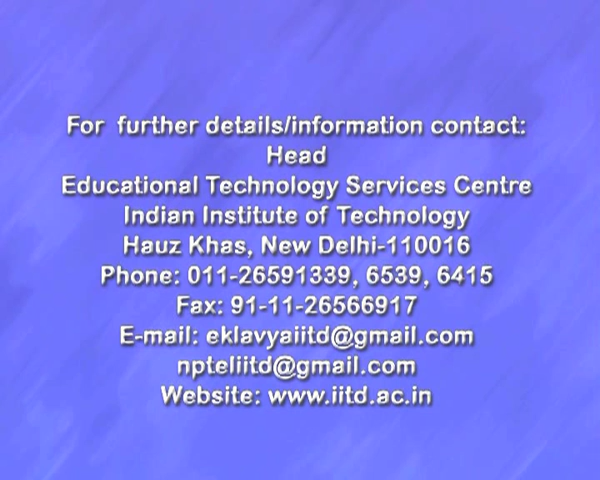 For further details/information contact:
Head
Educational Technology Services Centre
Indian Institute of Technology
Hauz Khas, New Delhi-110016
Phone: 011-26591339, 6539, 6415
Fax: 91-11-26566917
E-mail: eklavyaiitd@gmail.com
npteliitd@gmail.com
Website: www.iitd.ac.in